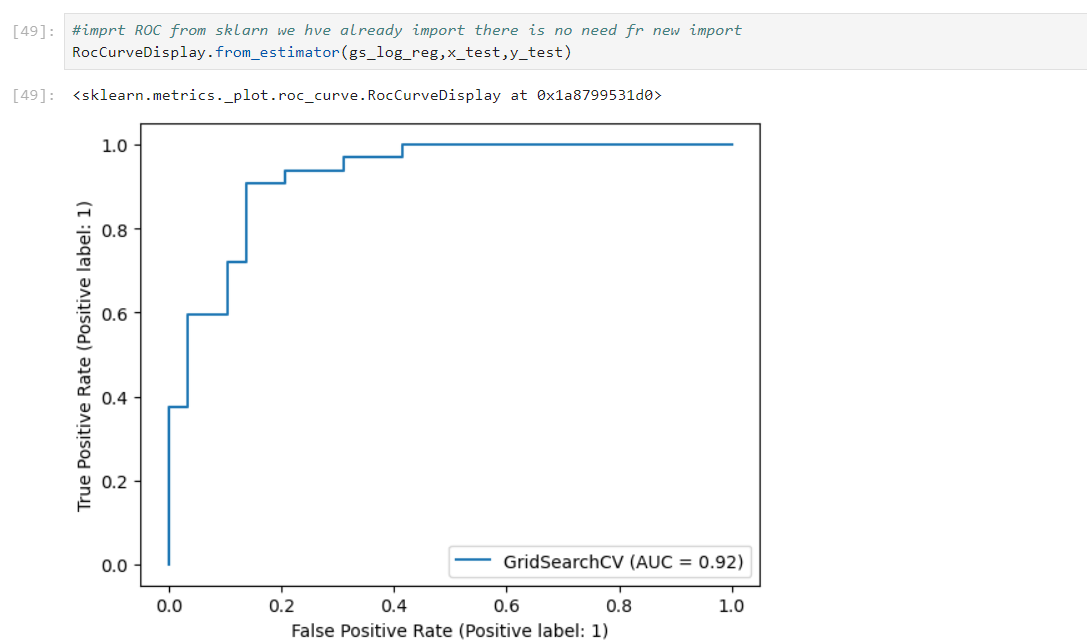 [49]: #imprt ROC from sklarn we hve already import there is no need fr new import
RocCurveDisplay.from_estimator(gs_log_reg,x_test,y_test)
[49]: <sklearn.metrics._plot.roc_curve.RocCurveDisplay at 0x1a8799531d0>
1.0
0.8
0.6
0.4
0.2
0.0
True Positive Rate (Positive label: 1)
GridSearchCV (AUC = 0.92)
0.0 0.2 0.4 0.6 0.8 1.0
False Positive Rate (Positive label: 1)